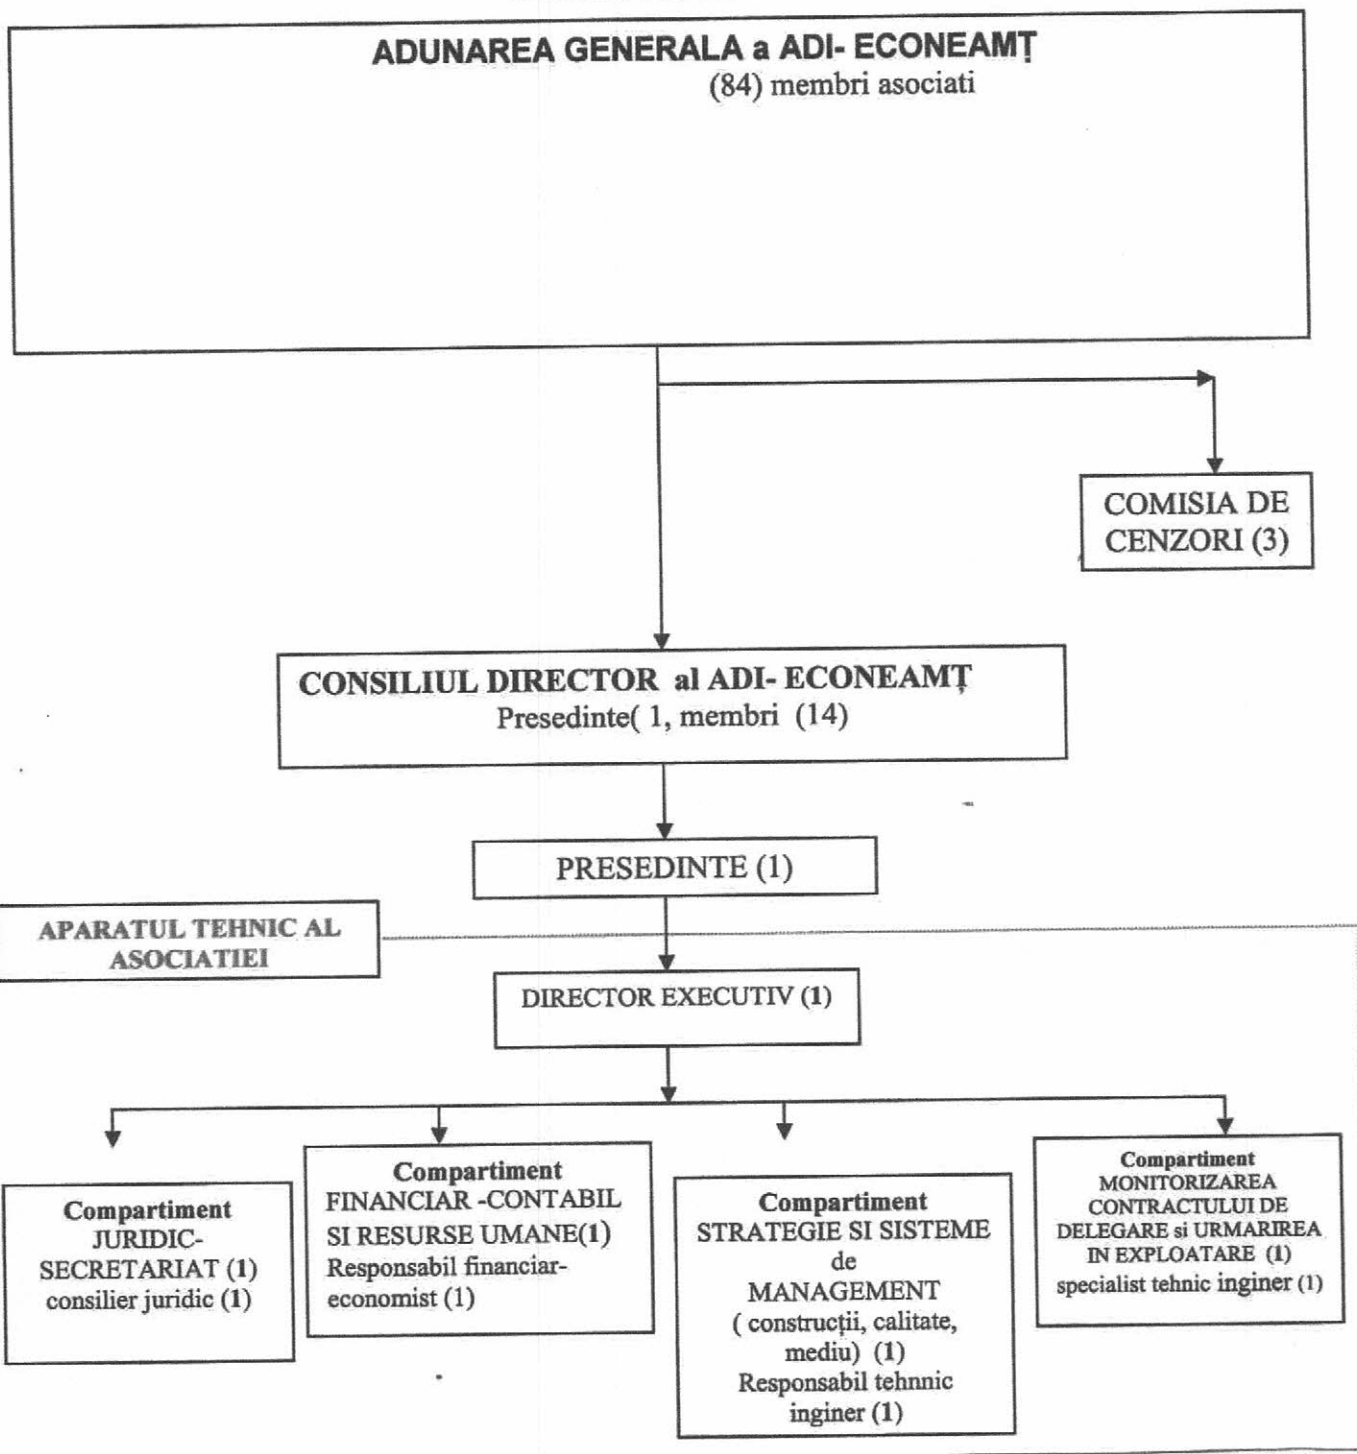 ADUNAREA GENERALA a ADI- ECONEAMȚ
(84) membri asociati
COMISIA DE
CENZORI (3)
CONSILIUL DIRECTOR al ADI- ECONEAMȚ
Presedinte( 1, membri (14)
PRESEDINTE (1)
APARATUL TEHNIC AL
ASOCIATIEI
DIRECTOR EXECUTIV (1)
Compartiment
JURIDIC-
SECRETARIAT (1)
consilier juridic (1)
Compartiment
FINANCIAR -CONTABIL
SI RESURSE UMANE(1)
Responsabil financiar-
economist (1)
Compartiment
STRATEGIE SI SISTEME
de
MANAGEMENT
( construcții, calitate,
mediu) (1)
Responsabil tehnnic
inginer (1)
Compartiment
MONITORIZAREA
CONTRACTULUI DE
DELEGARE si URMARIREA
IN EXPLOATARE (1)
specialist tehnic inginer (1)